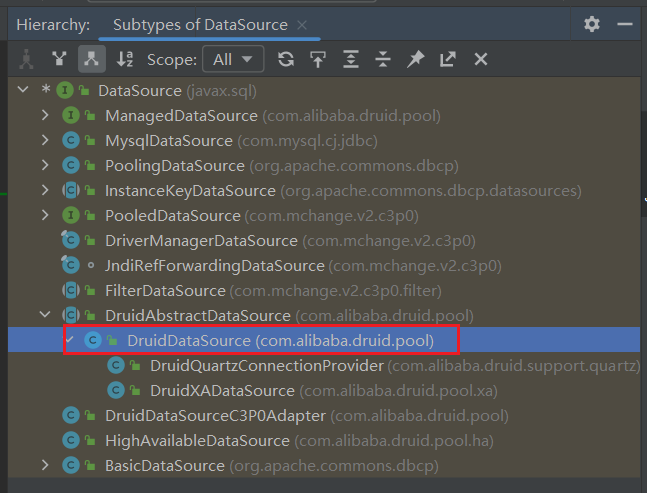 Hierarchy: Subtypes of DataSource
Scope: All
* DataSource (javax.sql)
ManagedDataSource (com.alibaba.druid.pool)
MysqlDataSource (com.mysql.cj.jdbc)
PoolingDataSource (org.apache.commons.dbcp)
InstanceKeyDataSource (org.apache.commons.dbcp.datasources)
PooledDataSource (com.mchange.v2.c3p0)
DriverManagerDataSource (com.mchange.v2.c3p0)
JndiRefForwardingDataSource (com.mchange.v2.c3p0)
FilterDataSource (com.mchange.v2.c3p0.filter)
DruidAbstractDataSource (com.alibaba.druid.pool)
DruidDataSource (com.alibaba.druid.pool)
DruidQuartzConnectionProvider (com.alibaba.druid.support.quartz)
DruidXADataSource (com.alibaba.druid.pool.xa)
DruidDataSourceC3P0Adapter (com.alibaba.druid.pool)
HighAvailableDataSource (com.alibaba.druid.pool.ha)
BasicDataSource (org.apache.commons.dbcp)